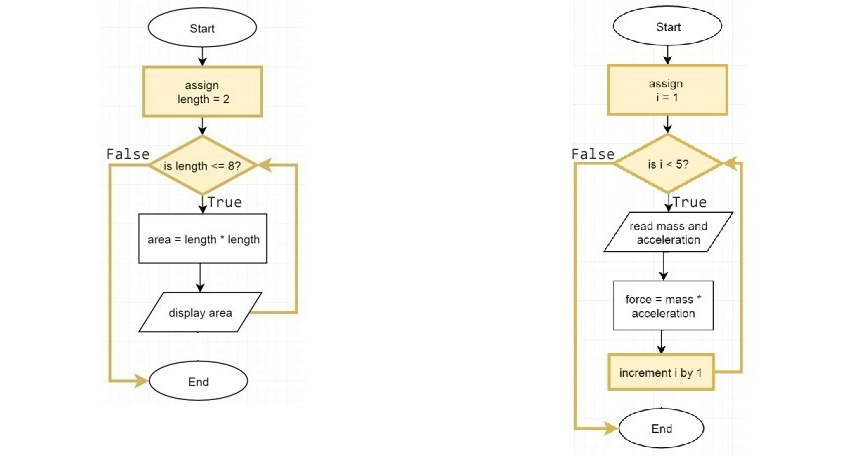 Start
assign
length = 2
False
is length <= 8?
True
area = length * length
display area
End
Start
assign
i = 1
False
is i < 5?
True
read mass and
acceleration
force = mass *
acceleration
increment i by 1
End